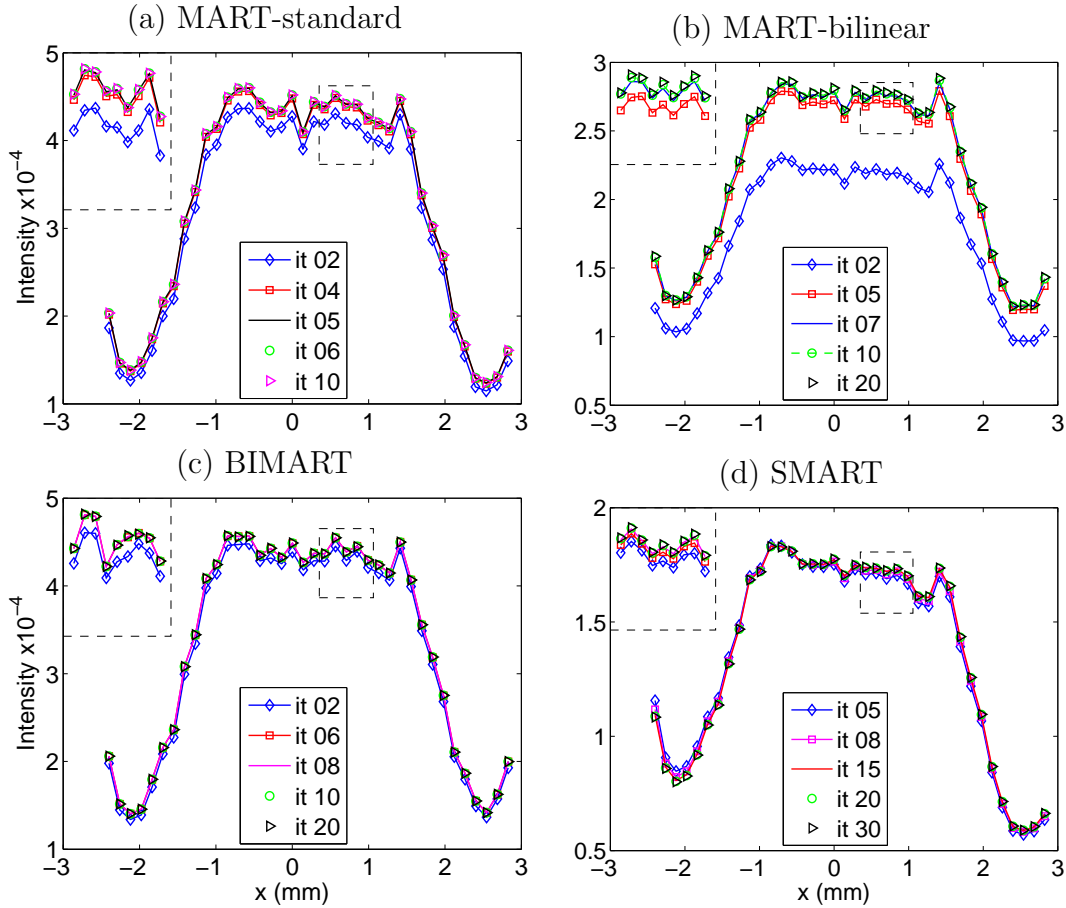 (a) MART-standard
5
4
3
2
1
−3 −2 −1 0 1 2 3
Intensity x10−4
it 02
it 04
it 05
it 06
it 10
(b) MART-bilinear
3
2.5
2
1.5
1
0.5
−3 −2 −1 0 1 2 3
it 02
it 05
it 07
it 10
it 20
(c) BIMART
5
4
3
2
1
−3 −2 −1 0 1 2 3
Intensity x10−4
x (mm)
it 02
it 06
it 08
it 10
it 20
(d) SMART
2
1.5
1
0.5
−3 −2 −1 0 1 2 3
x (mm)
it 05
it 08
it 15
it 20
it 30